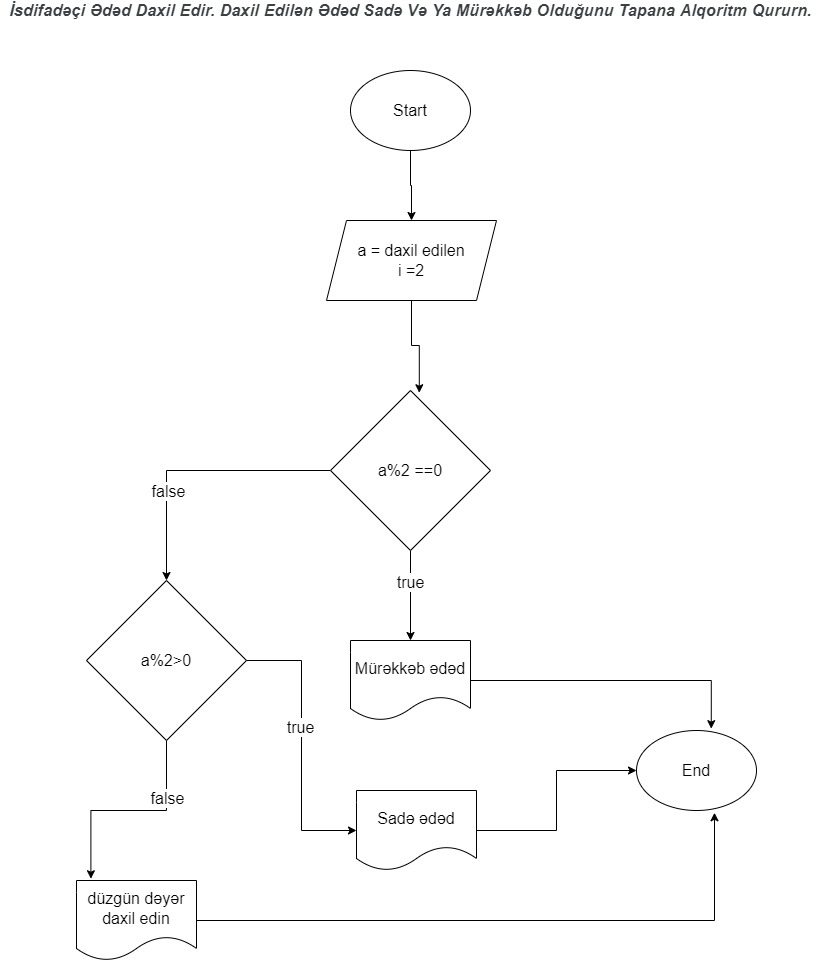 İsdifadəçi Ədəd Daxil Edir. Daxil Edilən Ədəd Sadə Və Ya Mürəkkəb Olduğunu Tapana Alqoritm Qururn.
Start
a = daxil edilen
i =2
a%2 ==0
false
true
a%2>0
Mürəkkəb ədəd
true
End
false
Sadə ədəd
düzgün dəyər
daxil edin